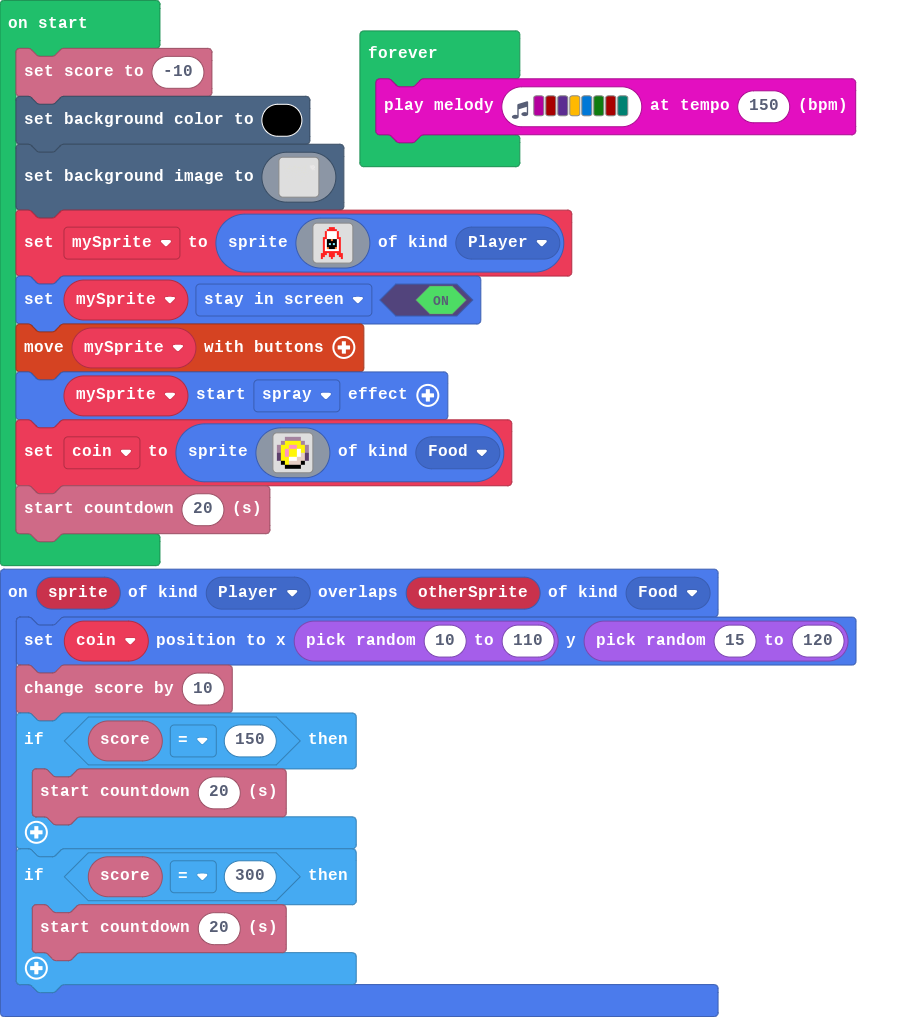 on start
set score to -10
set background color to
set background image to
set mySprite to sprite of kind Player
set mySprite stay in screen ON
move mySprite with buttons
mySprite start spray effect
set coin to sprite of kind Food
start countdown 20 (s)
forever
play melody at tempo 150 (bpm)
on sprite of kind Player overlaps otherSprite of kind Food
set coin position to x pick random 10 to 110 y pick random 15 to 120
change score by 10
if score = 150 then
start countdown 20 (s)
if score = 300 then
start countdown 20 (s)